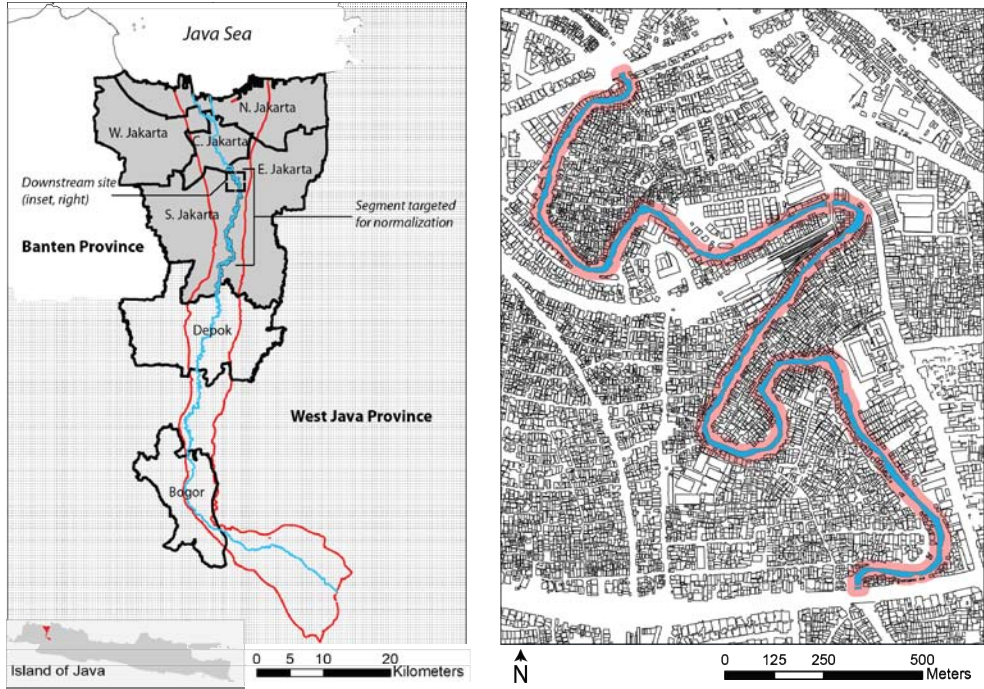 Java Sea
N. Jakarta
W. Jakarta
C. Jakarta
E. Jakarta
Downstream site
(inset, right)
S. Jakarta
Segment targeted
for normalization
Banten Province
Depok
West Java Province
Bogor
Island of Java
0 5 10 20
Kilometers
N
0 125 250 500
Meters